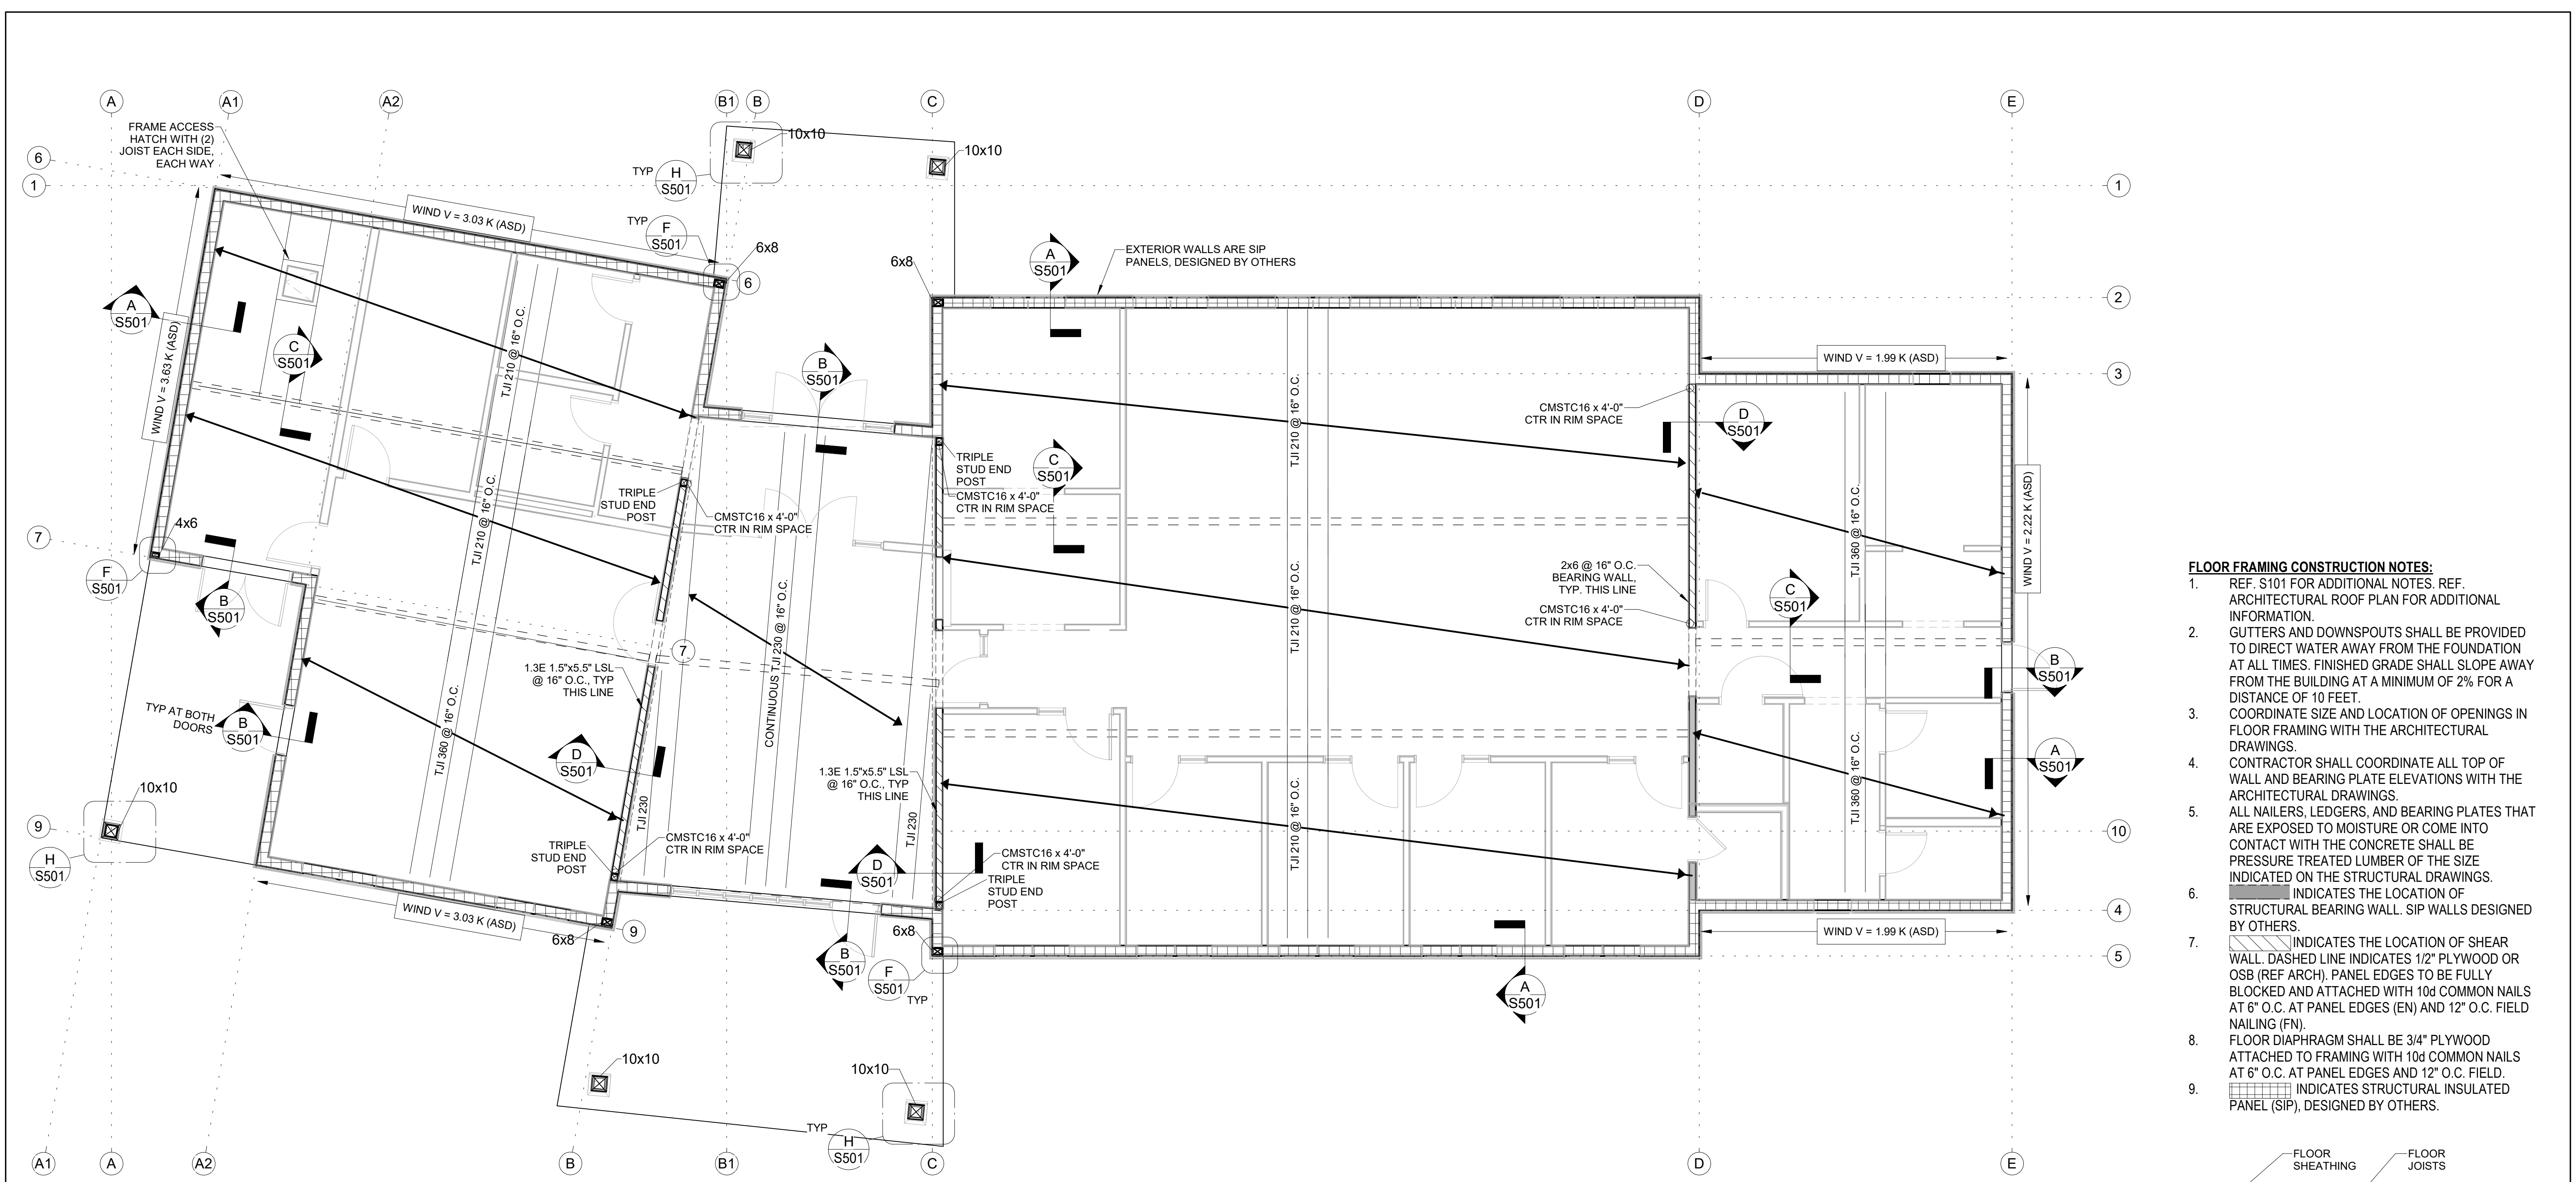 A
A1
A2
B1
B
C
D
E
FRAME ACCESS
HATCH WITH (2)
JOIST EACH SIDE,
EACH WAY
6
1
10x10
10x10
TYP
H
S501
1
WIND V = 3.03 K (ASD)
TYP
F
S501
6x8
6
6x8
A
S501
EXTERIOR WALLS ARE SIP
PANELS, DESIGNED BY OTHERS
2
A
S501
WIND V = 3.63 K (ASD)
C
S501
TJI 210 @ 16" O.C.
B
S501
TJI 210 @ 16" O.C.
WIND V = 1.99 K (ASD)
3
CMSTC16 x 4'-0"
CTR IN RIM SPACE
D
S501
TRIPLE
STUD END
POST
CMSTC16 x 4'-0"
CTR IN RIM SPACE
C
S501
TRIPLE
STUD END
POST
CMSTC16 x 4'-0"
CTR IN RIM SPACE
TJI 210 @ 16" O.C.
4x6
7
F
S501
B
S501
TJI 360 @ 16" O.C.
WIND V = 2.22 K (ASD)
CONTINUOUS TJI 230 @ 16" O.C.
TJI 210 @ 16" O.C.
2x6 @ 16" O.C.
BEARING WALL,
TYP. THIS LINE
CMSTC16 x 4'-0"
CTR IN RIM SPACE
C
S501
7
1.3E 1.5"x5.5" LSL
@ 16" O.C., TYP
THIS LINE
B
S501
TYP AT BOTH
DOORS
B
S501
TJI 360 @ 16" O.C.
D
S501
A
S501
1.3E 1.5"x5.5" LSL
@ 16" O.C., TYP
THIS LINE
TJI 210 @ 16" O.C.
TJI 360 @ 16" O.C.
10x10
9
H
S501
TJI 230
TJI 230
10
CMSTC16 x 4'-0"
CTR IN RIM SPACE
TRIPLE
STUD END
POST
D
S501
CMSTC16 x 4'-0"
CTR IN RIM SPACE
TRIPLE
STUD END
POST
WIND V = 3.03 K (ASD)
6x8
9
6x8
B
S501
F
S501
TYP
A
S501
WIND V = 1.99 K (ASD)
4
5
10x10
10x10
TYP
H
S501
A1
A
A2
B
B1
C
D
E
FLOOR FRAMING CONSTRUCTION NOTES:
1. REF. S101 FOR ADDITIONAL NOTES. REF.
ARCHITECTURAL ROOF PLAN FOR ADDITIONAL
INFORMATION.
2. GUTTERS AND DOWNSPOUTS SHALL BE PROVIDED
TO DIRECT WATER AWAY FROM THE FOUNDATION
AT ALL TIMES. FINISHED GRADE SHALL SLOPE AWAY
FROM THE BUILDING AT A MINIMUM OF 2% FOR A
DISTANCE OF 10 FEET.
3. COORDINATE SIZE AND LOCATION OF OPENINGS IN
FLOOR FRAMING WITH THE ARCHITECTURAL
DRAWINGS.
4. CONTRACTOR SHALL COORDINATE ALL TOP OF
WALL AND BEARING PLATE ELEVATIONS WITH THE
ARCHITECTURAL DRAWINGS.
5. ALL NAILERS, LEDGERS, AND BEARING PLATES THAT
ARE EXPOSED TO MOISTURE OR COME INTO
CONTACT WITH THE CONCRETE SHALL BE
PRESSURE TREATED LUMBER OF THE SIZE
INDICATED ON THE STRUCTURAL DRAWINGS.
6. INDICATES THE LOCATION OF
STRUCTURAL BEARING WALL. SIP WALLS DESIGNED
BY OTHERS.
7. INDICATES THE LOCATION OF SHEAR
WALL. DASHED LINE INDICATES 1/2" PLYWOOD OR
OSB (REF ARCH). PANEL EDGES TO BE FULLY
BLOCKED AND ATTACHED WITH 10d COMMON NAILS
AT 6" O.C. AT PANEL EDGES (EN) AND 12" O.C. FIELD
NAILING (FN).
8. FLOOR DIAPHRAGM SHALL BE 3/4" PLYWOOD
ATTACHED TO FRAMING WITH 10d COMMON NAILS
AT 6" O.C. AT PANEL EDGES AND 12" O.C. FIELD.
9. INDICATES STRUCTURAL INSULATED
PANEL (SIP), DESIGNED BY OTHERS.
FLOOR
SHEATHING
FLOOR
JOISTS